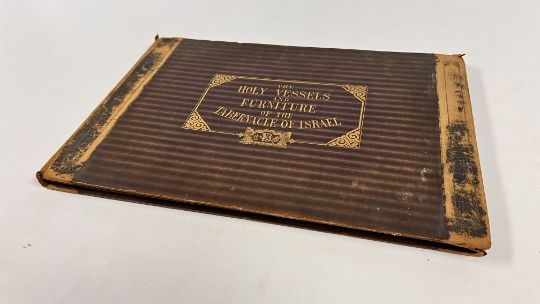 THE
HOLY VESSELS
AND
FURNITURE
OF THE
TABERNACLE OF ISRAEL